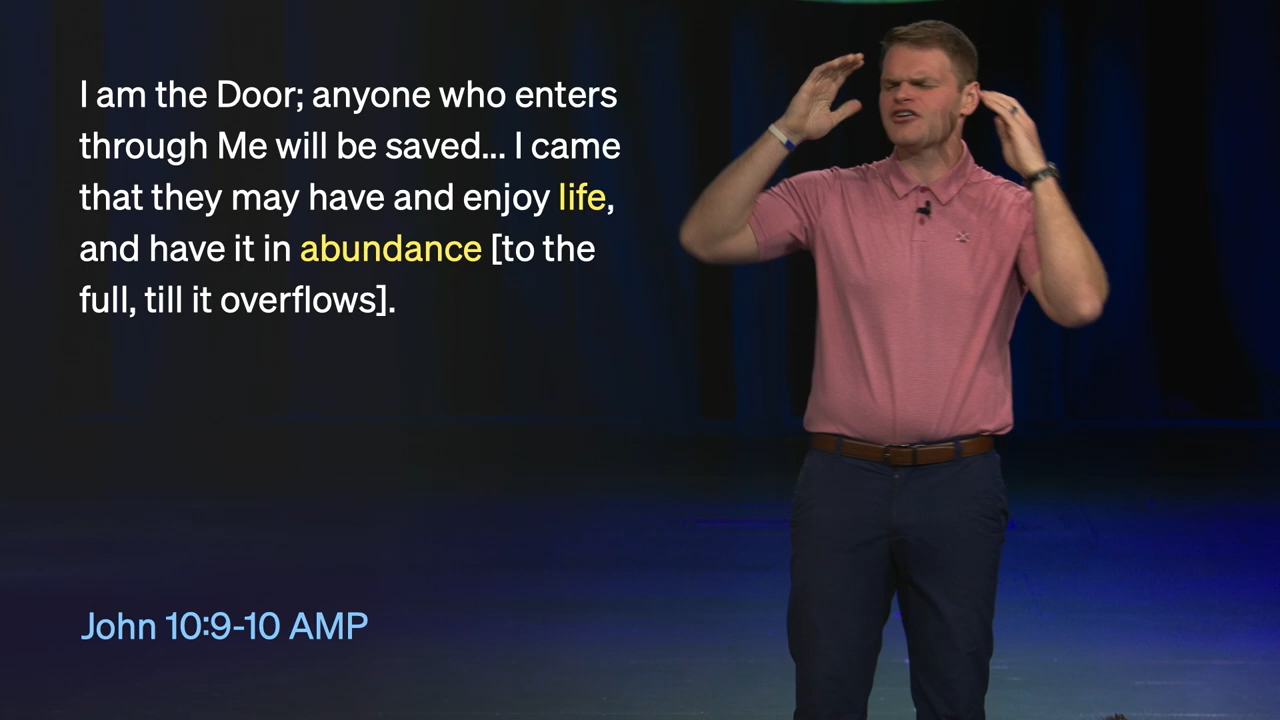 I am the Door; anyone who enters
through Me will be saved... I came
that they may have and enjoy life,
and have it in abundance [to the
full, till it overflows].
John 10:9-10 AMP